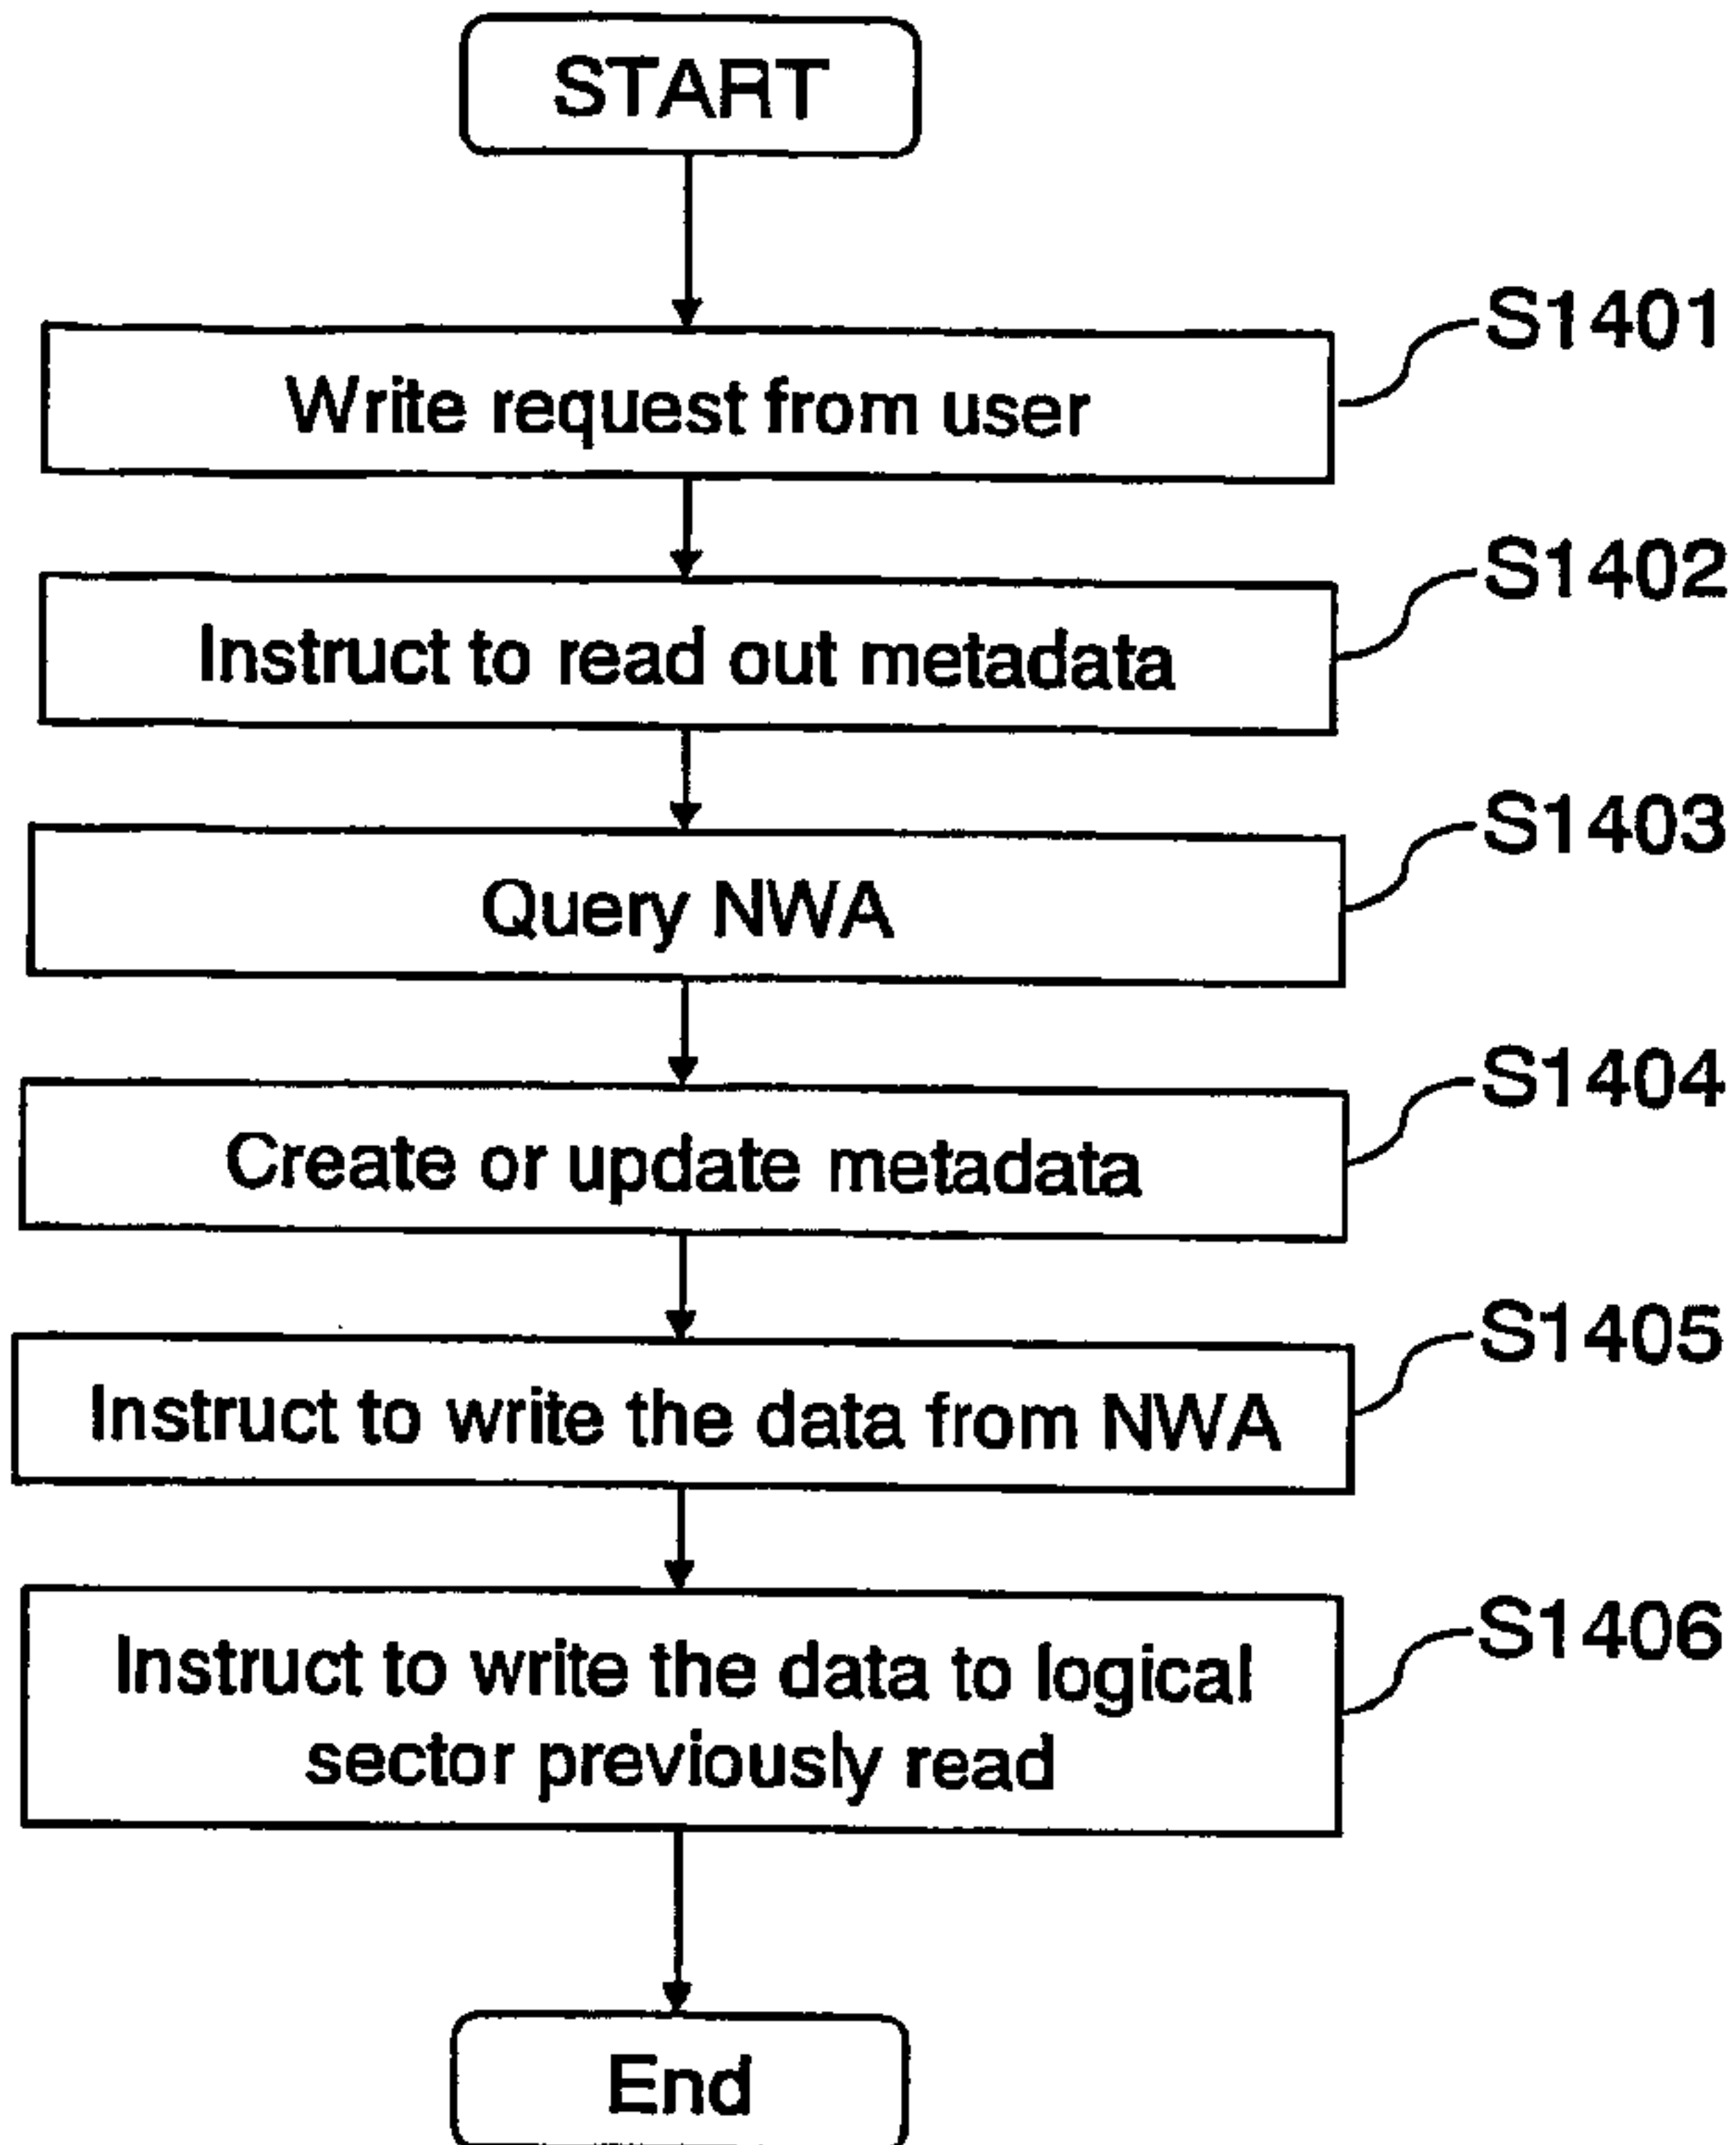 START
S1401
Write request from user
S1402
Instruct to read out metadata
S1403
Query NWA
S1404
Create or update metadata
S1405
Instruct to write the data from NWA
S1406
Instruct to write the data to logical
sector previously read
End